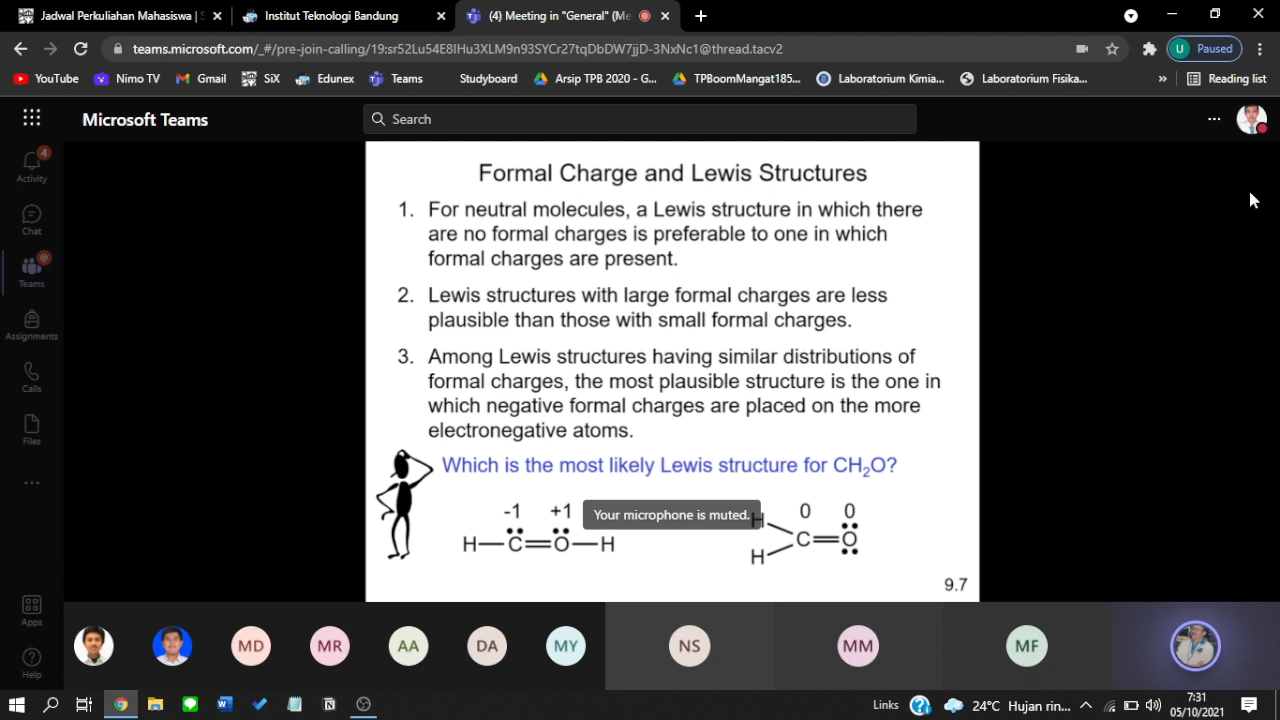 Jadwal Perkuliahan Mahasiswa | S
Institut Teknologi Bandung
(4) Meeting in "General" (Me
teams.microsoft.com/_#/pre-join-calling/19:sr52Lu54E8IHu3XLM9n93SYCr27tqDbDW7jjD-3NxNc1@thread.tacv2
U Paused
YouTube
Nimo TV
Gmail
SIX
Edunex
Teams
Studyboard
Arsip TPB 2020 - G...
TPBromMangat185...
Laboratorium Kimia...
Laboratorium Fisika...
»
Reading list
Microsoft Teams
Search
4
Activity
Chat
@
Teams
Assignments
Calls
Files
Apps
Help
Formal Charge and Lewis Structures
1. For neutral molecules, a Lewis structure in which there
are no formal charges is preferable to one in which
formal charges are present.
2. Lewis structures with large formal charges are less
plausible than those with small formal charges.
3. Among Lewis structures having similar distributions of
formal charges, the most plausible structure is the one in
which negative formal charges are placed on the more
electronegative atoms.
Which is the most likely Lewis structure for CH₂O?
-1 +1
H C O H
Your microphone is muted.
0 0
H
C O
H
9.7
MD
MR
AA
DA
MY
NS
MM
MF
Links
24°C Hujan rin...
7:31
05/10/2021